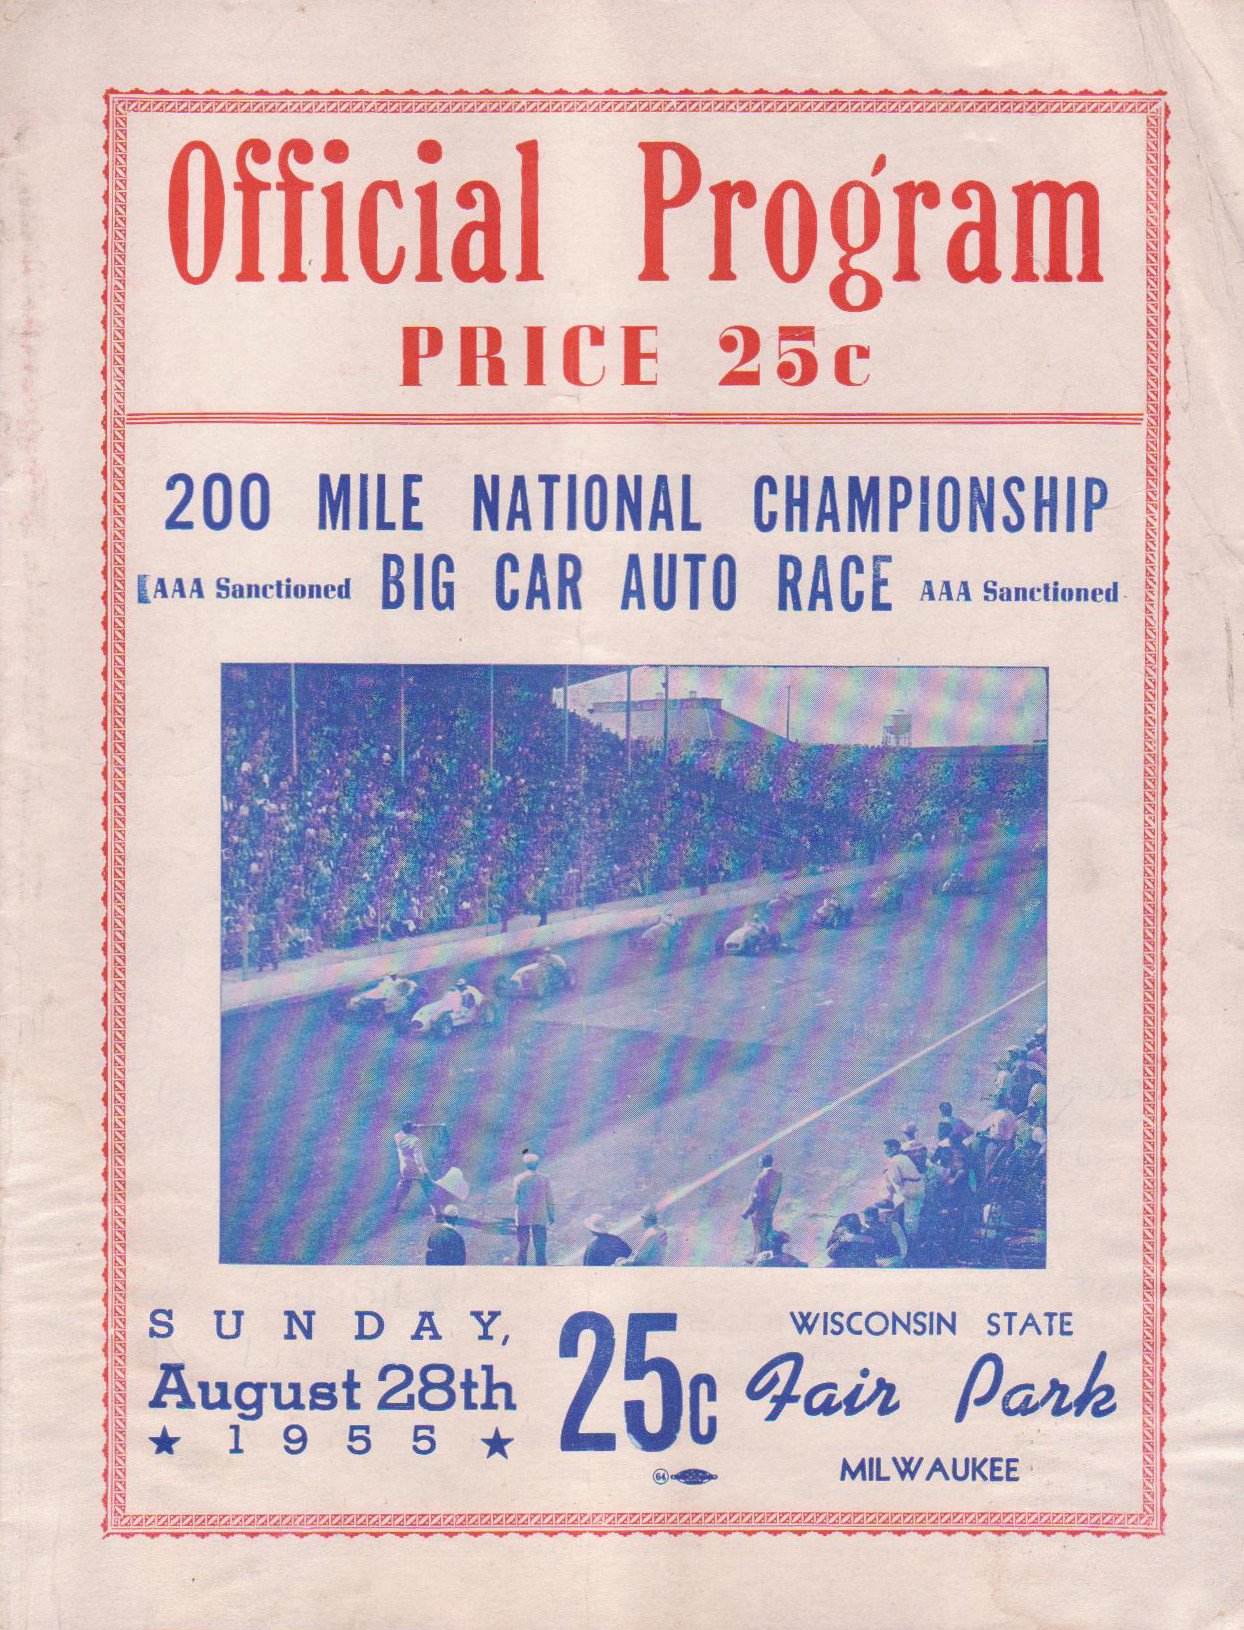 Official Program
PRICE 25c
200 MILE NATIONAL CHAMPIONSHIP
AAA Sanctioned BIG CAR AUTO RACE AAA Sanctioned
SUNDAY,
August 28th
★ 1955 ★
25c
64
WISCONSIN STATE
Fair Park
MILWAUKEE